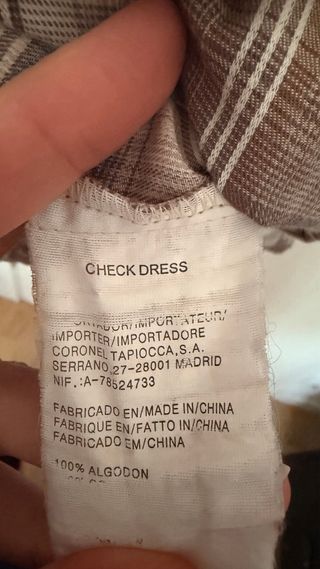 CHECK DRESS
IMPORTATEUR/
IMPORTER/IMPORTADORE
CORONEL TAPIOCCA,S.A.
SERRANO,27-28001 MADRID
NIF.:A-78524733
FABRICADO EN/MADE IN/CHINA
FABRIQUE EN/FATTO IN/CHINA
FABRICADO EM/CHINA
100% ALGODON